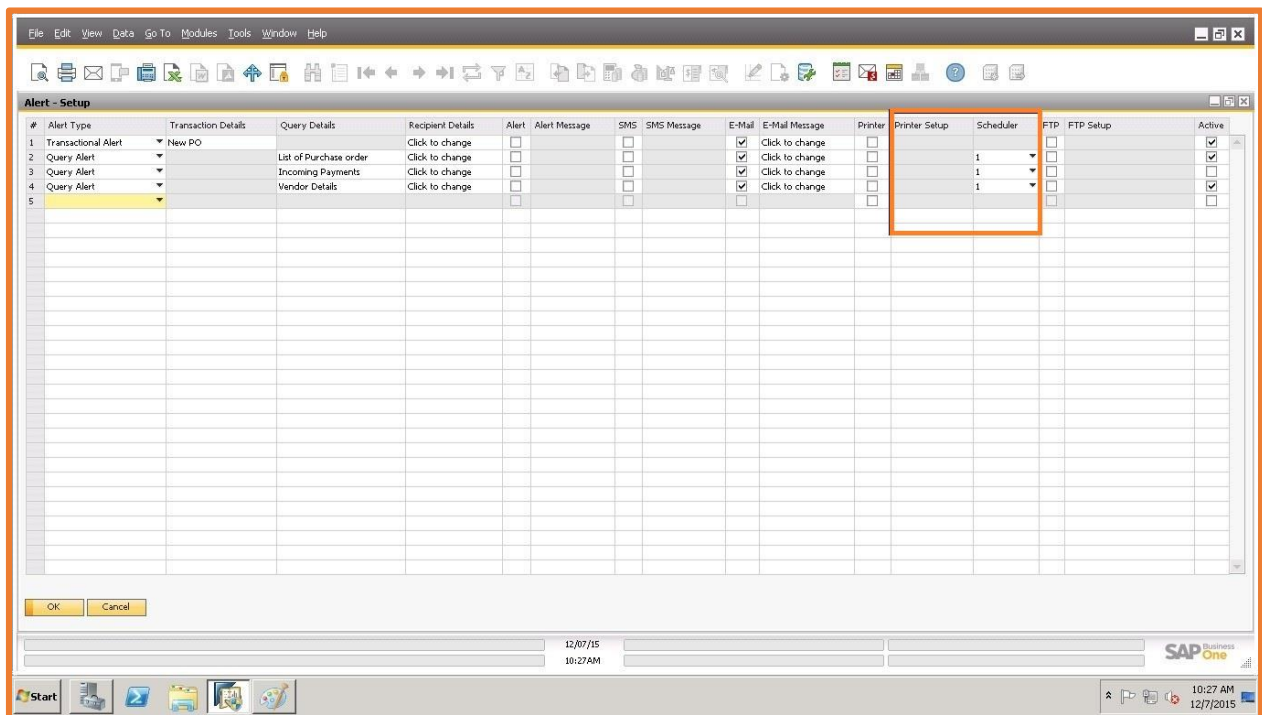 File Edit View Data Go To Modules Tools Window Help
Alert - Setup
# Alert Type Transaction Details Query Details Recipient Details Alert Alert Message SMS SMS Message E-Mail E-Mail Message Printer Printer Setup Scheduler FTP FTP Setup Active
1 Transactional Alert New PO Click to change Click to change
2 Query Alert List of Purchase order Click to change Click to change 1
3 Query Alert Incoming Payments Click to change Click to change 1
4 Query Alert Vendor Details Click to change Click to change 1
5
OK Cancel
12/07/15
10:27AM
SAP Business One
Start
10:27 AM
12/7/2015